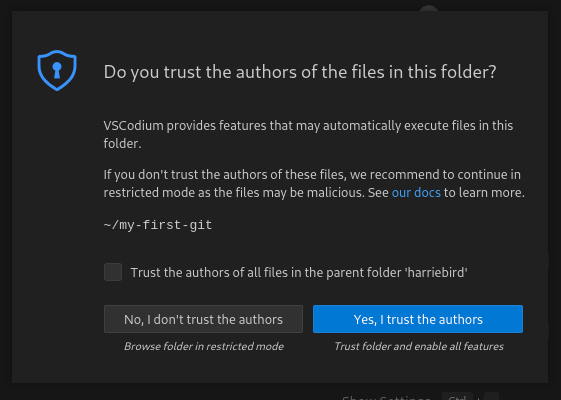 Do you trust the authors of the files in this folder?
VSCodium provides features that may automatically execute files in this
folder.
If you don't trust the authors of these files, we recommend to continue in
restricted mode as the files may be malicious. See our docs to learn more.
~/my-first-git
Trust the authors of all files in the parent folder 'harriebird'
No, I don't trust the authors
Yes, I trust the authors
Browse folder in restricted mode
Trust folder and enable all features
Show Settings Ctrl +